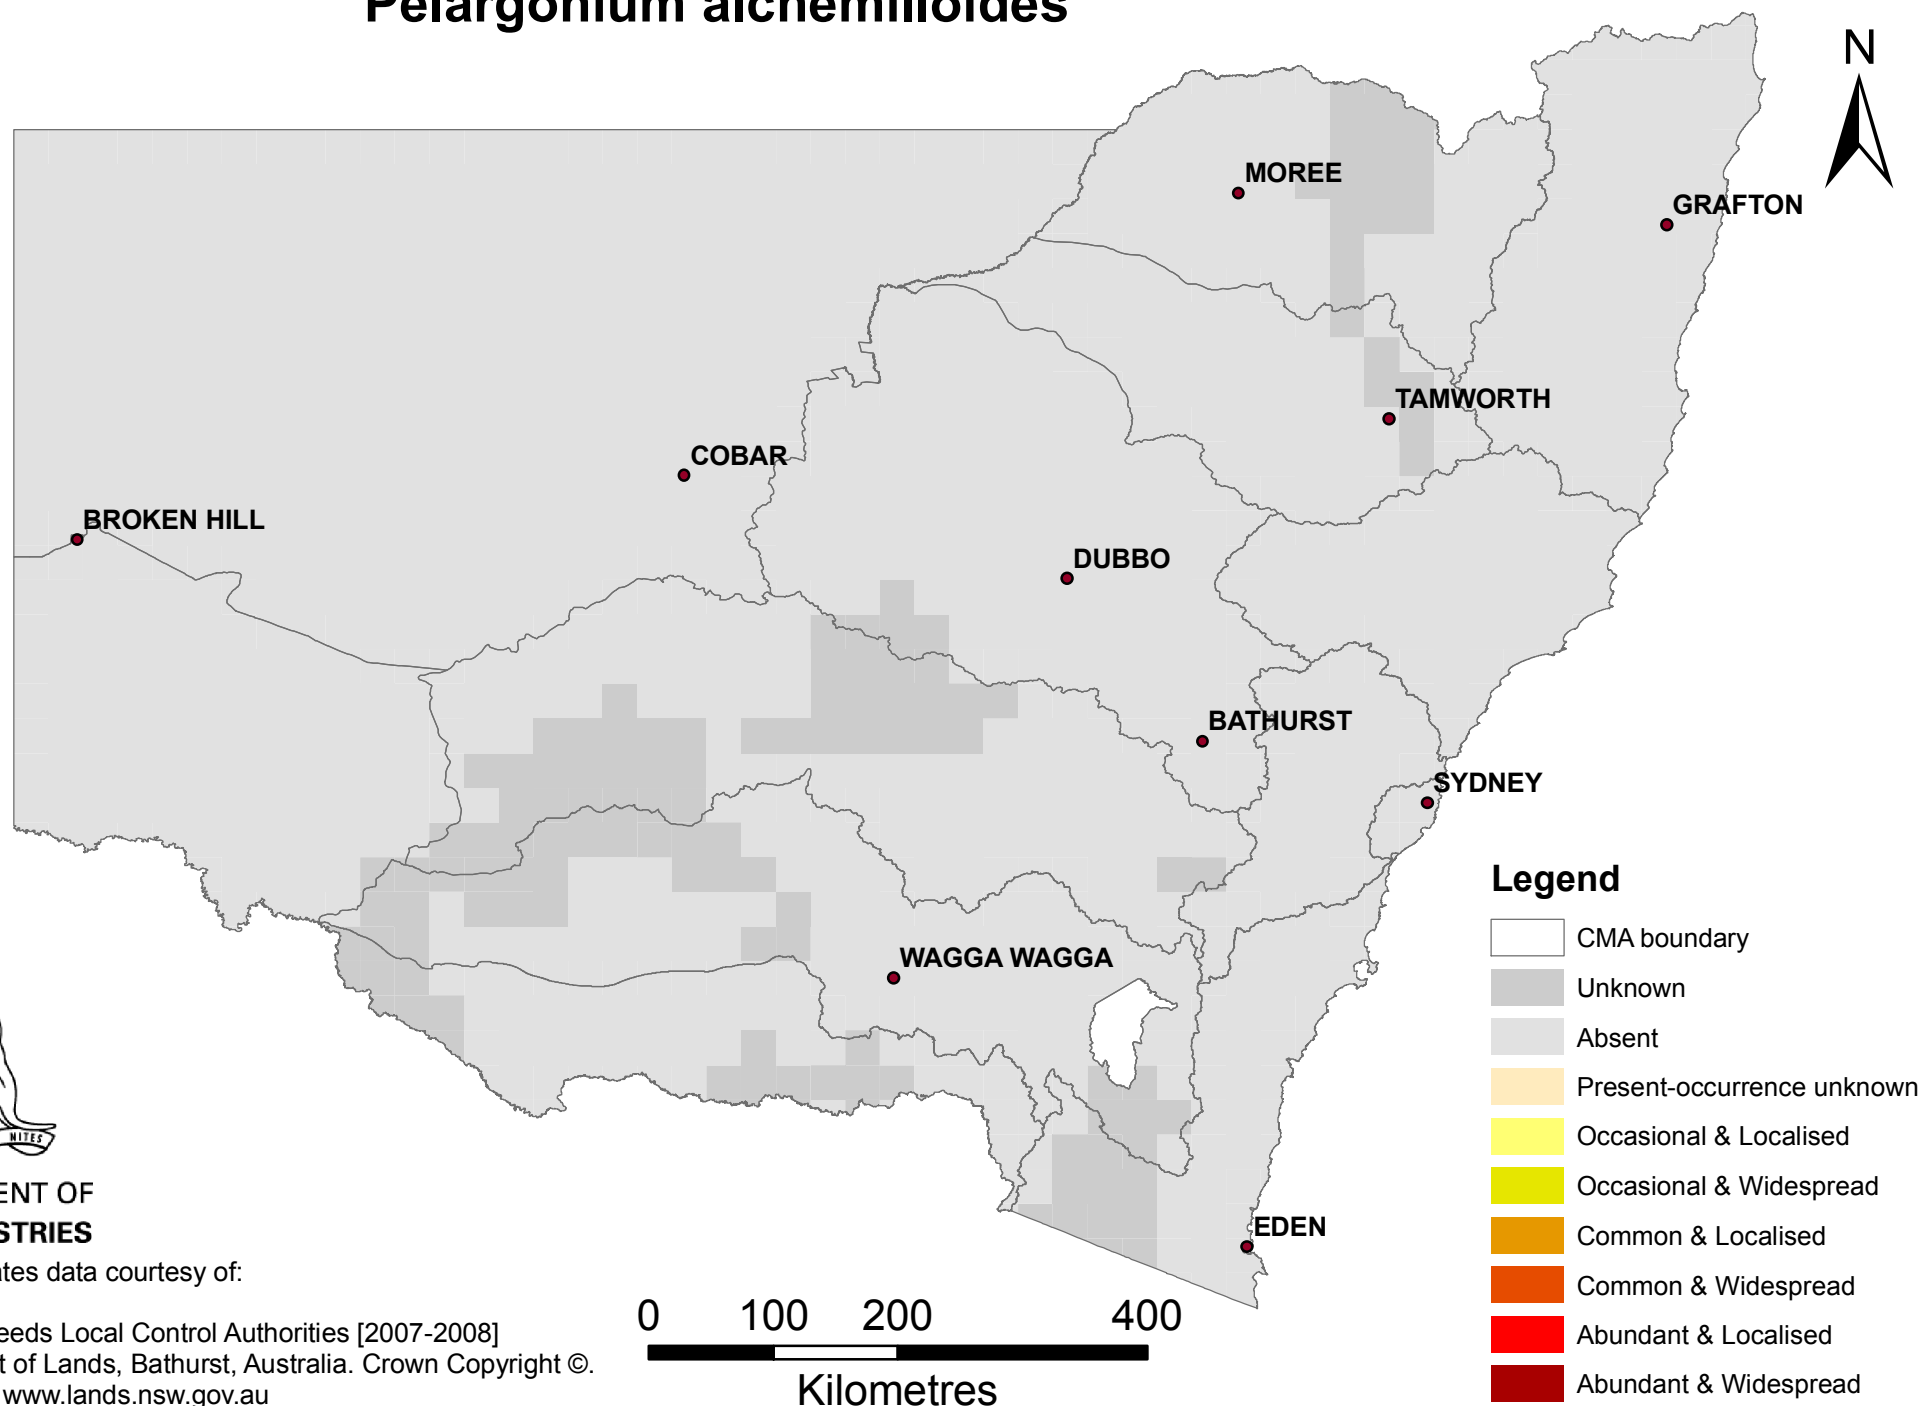 Pelargonium alchemilloides
N
MOREE
GRAFTON
TAMWORTH
COBAR
BROKEN HILL
DUBBO
BATHURST
SYDNEY
WAGGA WAGGA
EDEN
Legend
CMA boundary
Unknown
Absent
Present-occurrence unknown
Occasional & Localised
Occasional & Widespread
Common & Localised
Common & Widespread
Abundant & Localised
Abundant & Widespread
NITES
ENT OF
STRIES
ates data courtesy of:
eeds Local Control Authorities [2007-2008]
t of Lands, Bathurst, Australia. Crown Copyright ©.
www.lands.nsw.gov.au
0 100 200 400
Kilometres